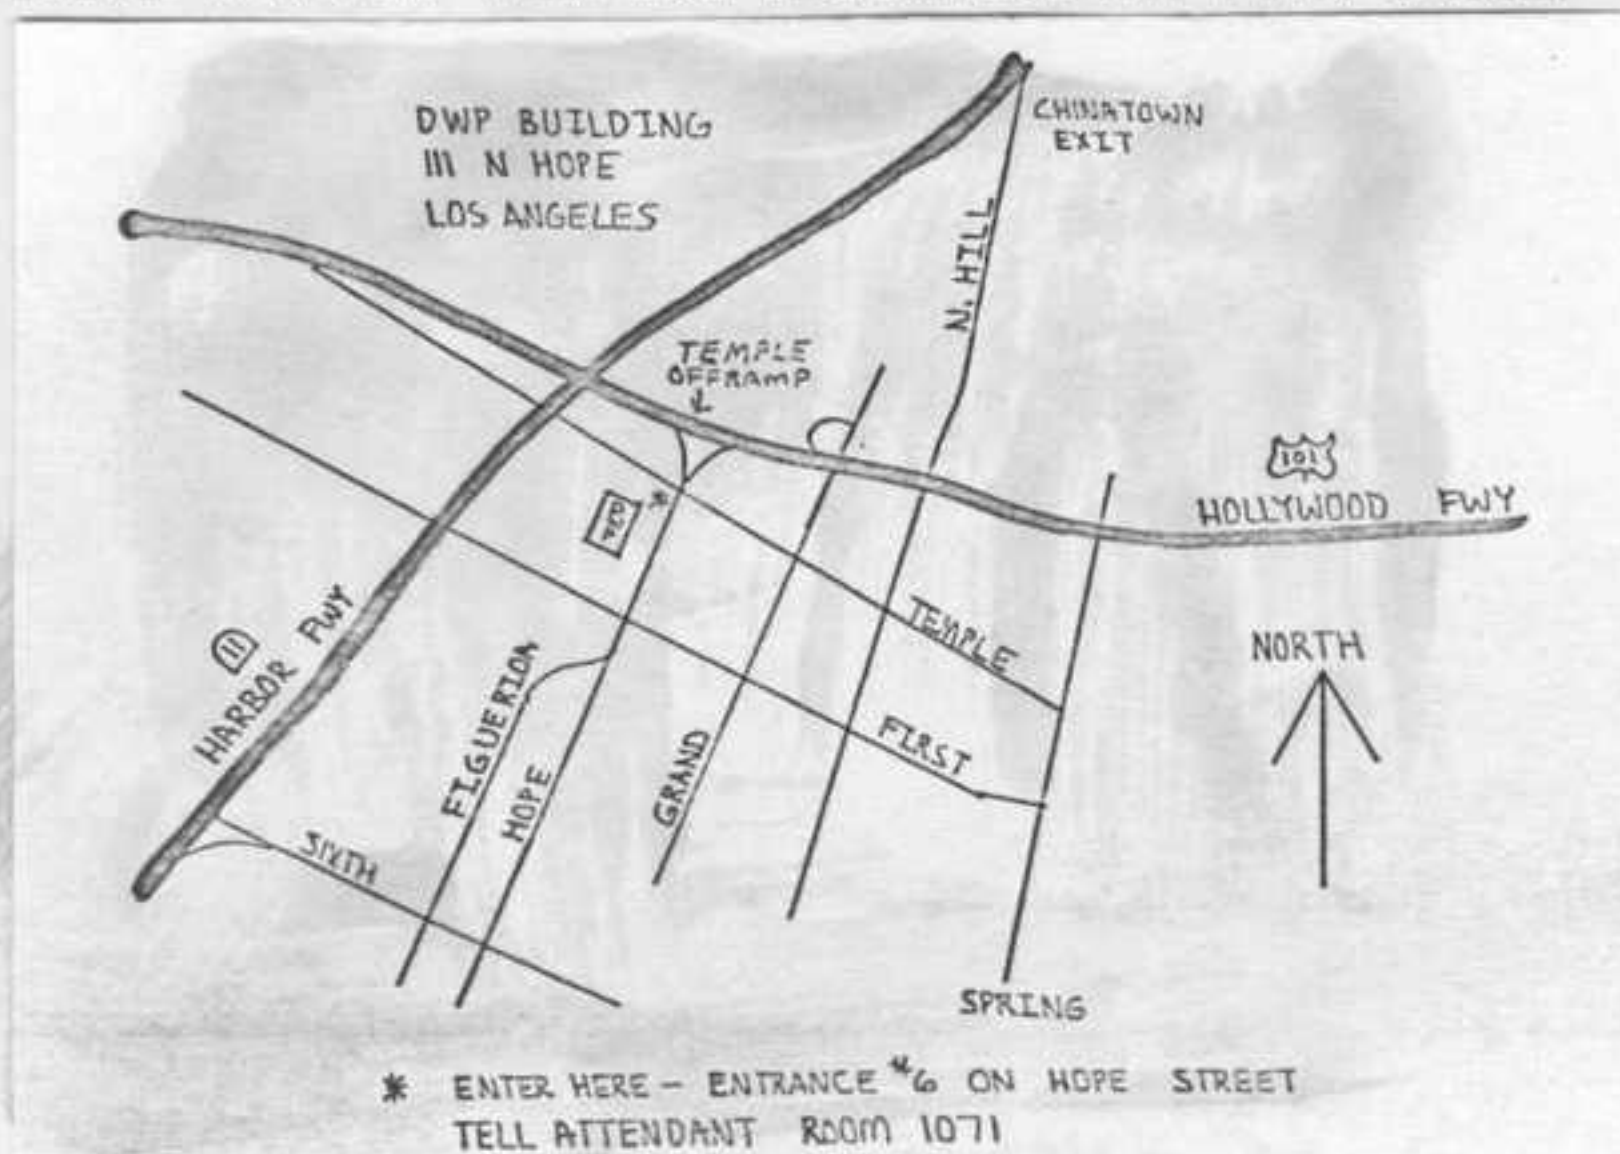 DWP BUILDING
111 N HOPE
LOS ANGELES
CHINATOWN
EXIT
N. HILL
TEMPLE
OFFRAMP
101
HOLLYWOOD FWY
DWP
11
HARBOR FWY
FIGUERIOA
HOPE
GRAND
TEMPLE
FIRST
SIXTH
NORTH
SPRING
* ENTER HERE - ENTRANCE #6 ON HOPE STREET
TELL ATTENDANT ROOM 1071